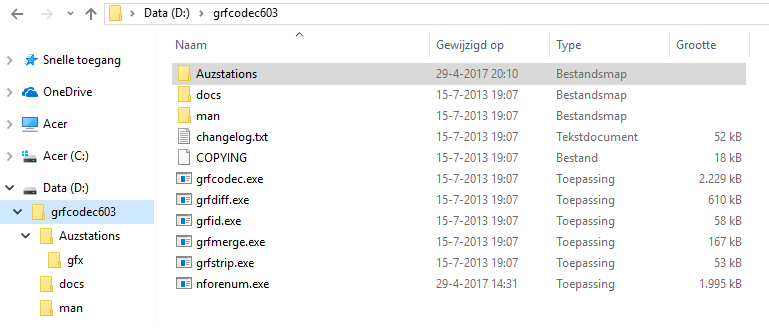 Data (D:) grfcodec603
Naam Gewijzigd op Type Grootte
Snelle toegang
OneDrive
Acer
Acer (C:)
Data (D:)
grfcodec603
Auzstations
gfx
docs
man
Auzstations 29-4-2017 20:10 Bestandsmap
docs 15-7-2013 19:07 Bestandsmap
man 15-7-2013 19:07 Bestandsmap
changelog.txt 15-7-2013 19:07 Tekstdocument 52 kB
COPYING 15-7-2013 19:07 Bestand 18 kB
grfcodec.exe 15-7-2013 19:07 Toepassing 2.229 kB
grfdiff.exe 15-7-2013 19:07 Toepassing 610 kB
grfid.exe 15-7-2013 19:07 Toepassing 58 kB
grfmerge.exe 15-7-2013 19:07 Toepassing 167 kB
grfstrip.exe 15-7-2013 19:07 Toepassing 53 kB
nforenum.exe 29-4-2017 14:31 Toepassing 1.995 kB